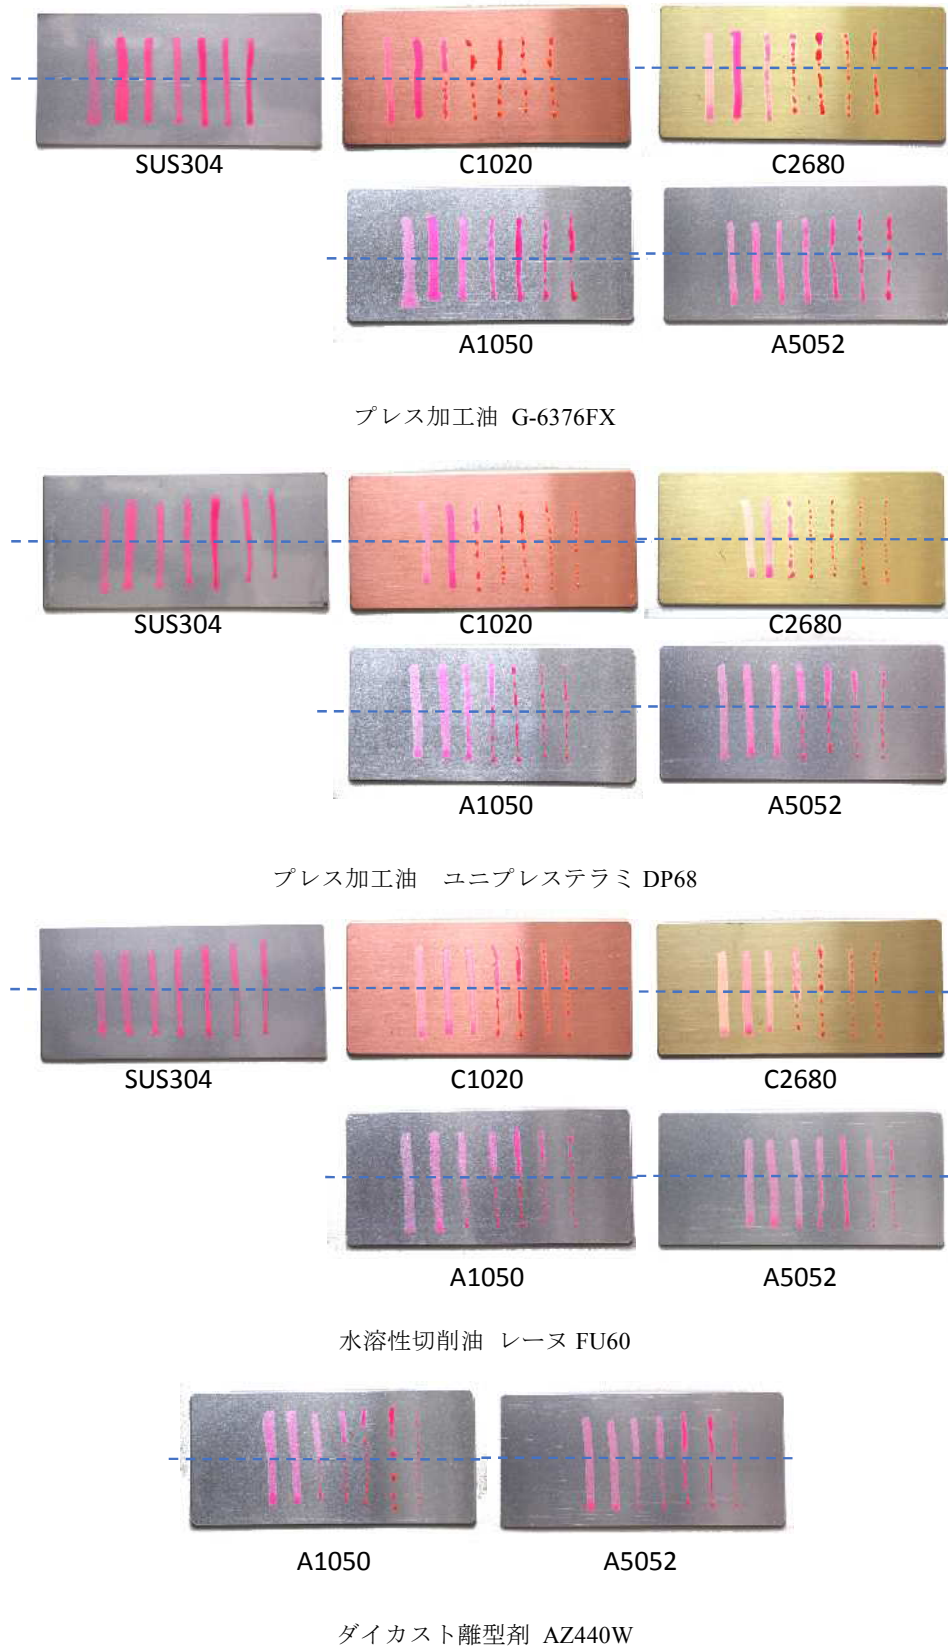 SUS304 C1020 C2680
A1050 A5052
プレス加工油 G-6376FX
SUS304 C1020 C2680
A1050 A5052
プレス加工油　ユニプレステラミ DP68
SUS304 C1020 C2680
A1050 A5052
水溶性切削油 レーヌ FU60
A1050 A5052
ダイカスト離型剤 AZ440W